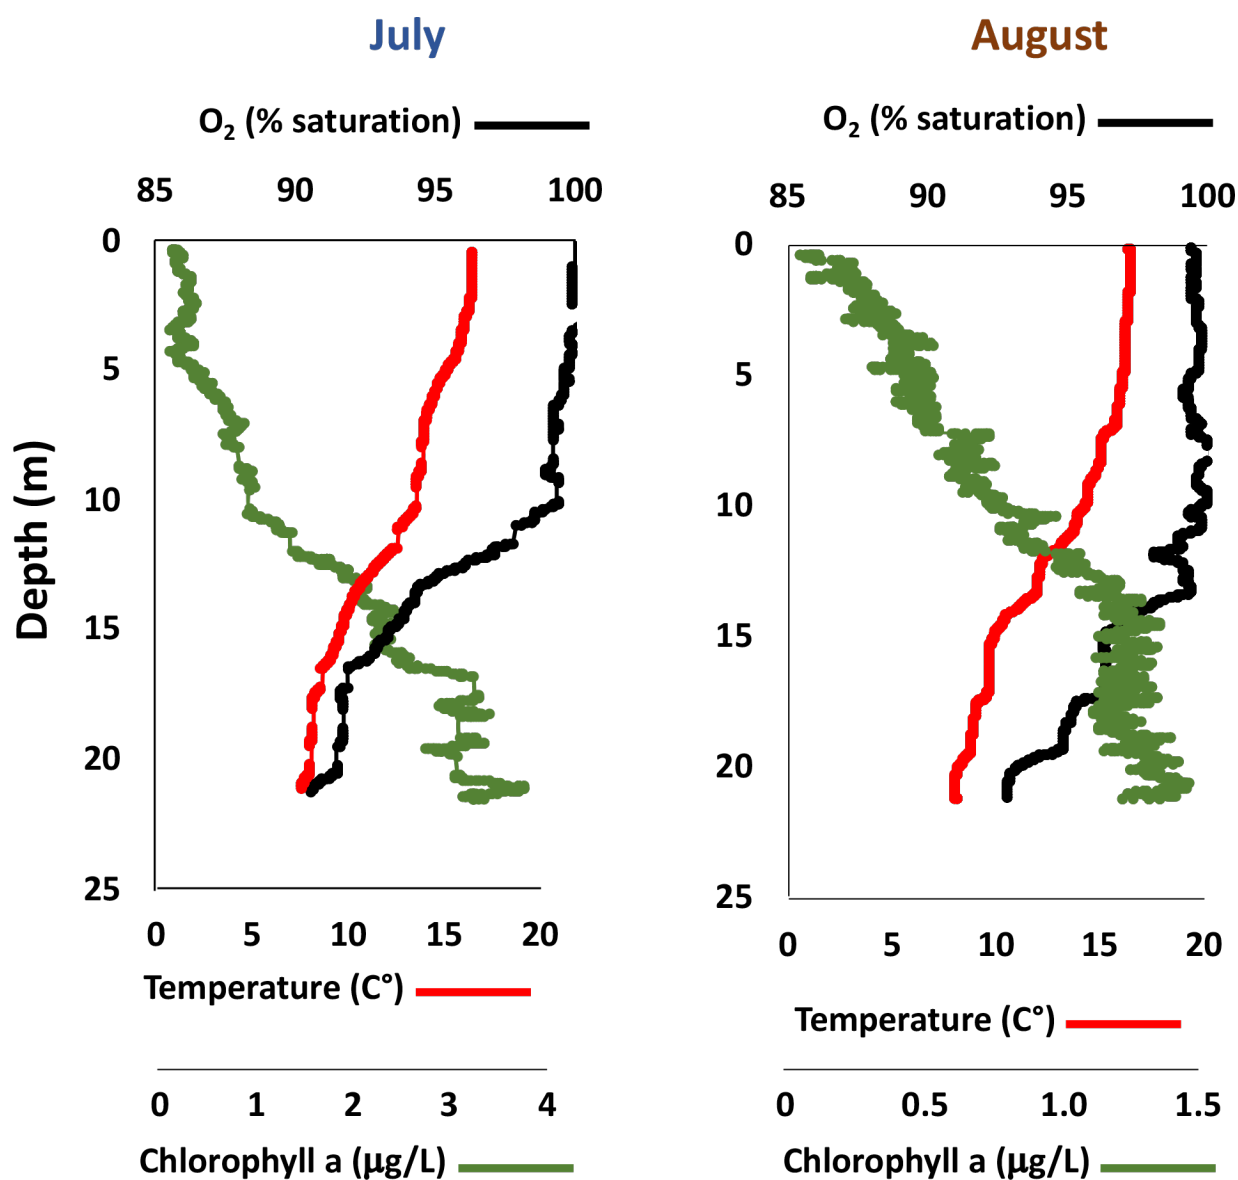 July
August
O₂ (% saturation)
O₂ (% saturation)
85 90 95 100
85 90 95 100
Depth (m)
0
5
10
15
20
25
0
5
10
15
20
25
0 5 10 15 20
0 5 10 15 20
Temperature (C°)
Temperature (C°)
0 1 2 3 4
0 0.5 1.0 1.5
Chlorophyll a (µg/L)
Chlorophyll a (µg/L)